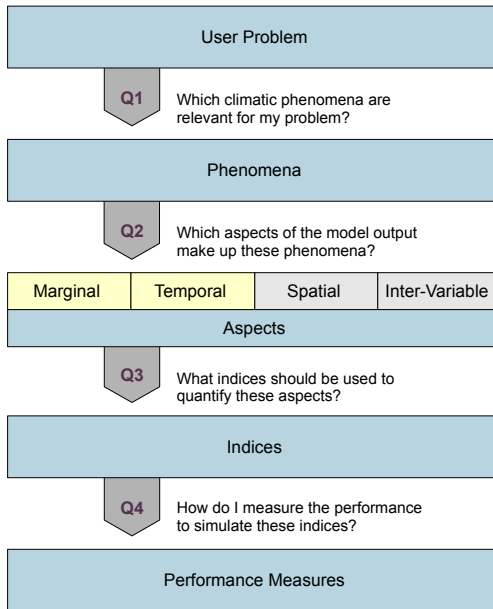 User Problem
Q1
Which climatic phenomena are
relevant for my problem?
Phenomena
Q2
Which aspects of the model output
make up these phenomena?
Marginal Temporal Spatial Inter-Variable
Aspects
Q3
What indices should be used to
quantify these aspects?
Indices
Q4
How do I measure the performance
to simulate these indices?
Performance Measures